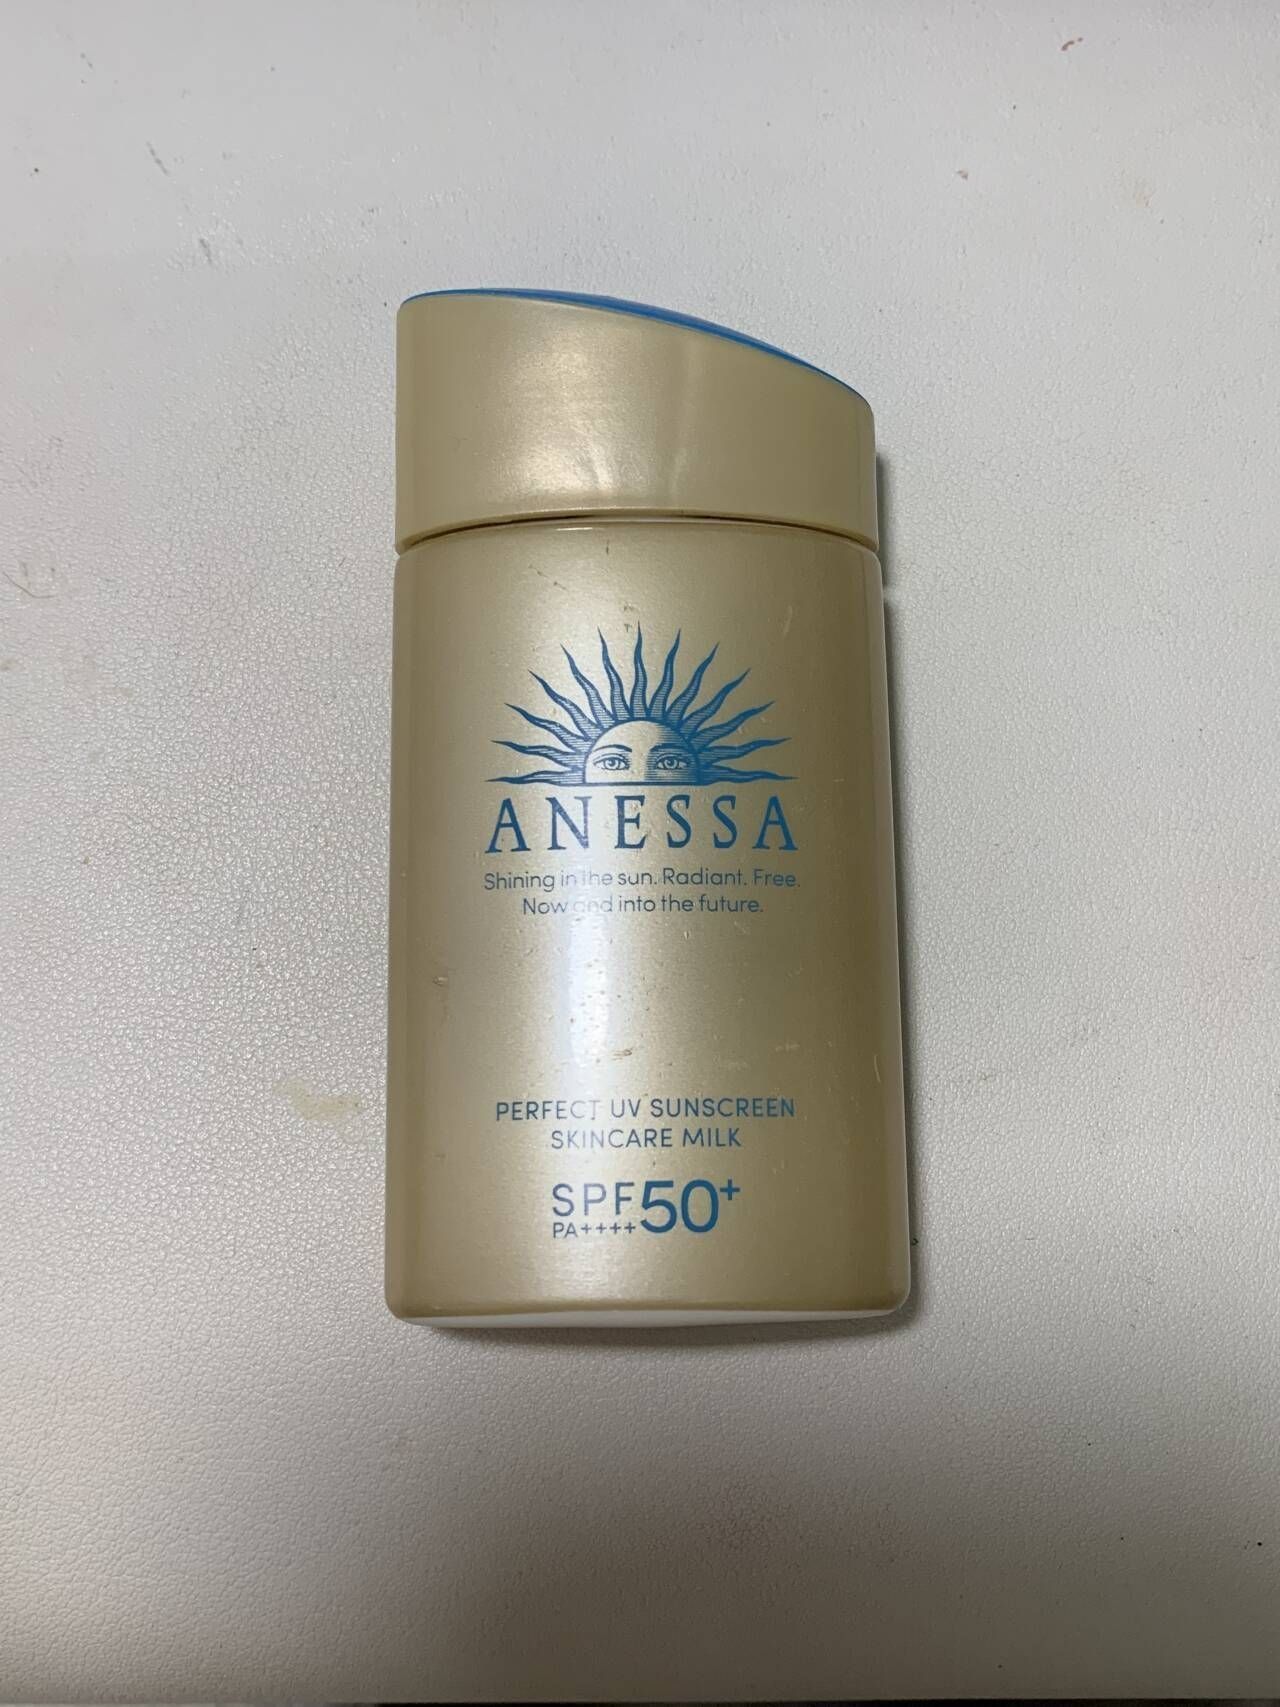 ANESSA
Shining in the sun. Radiant. Free.
Now and into the future.
PERFECT UV SUNSCREEN
SKINCARE MILK
SPF50+
PA++++